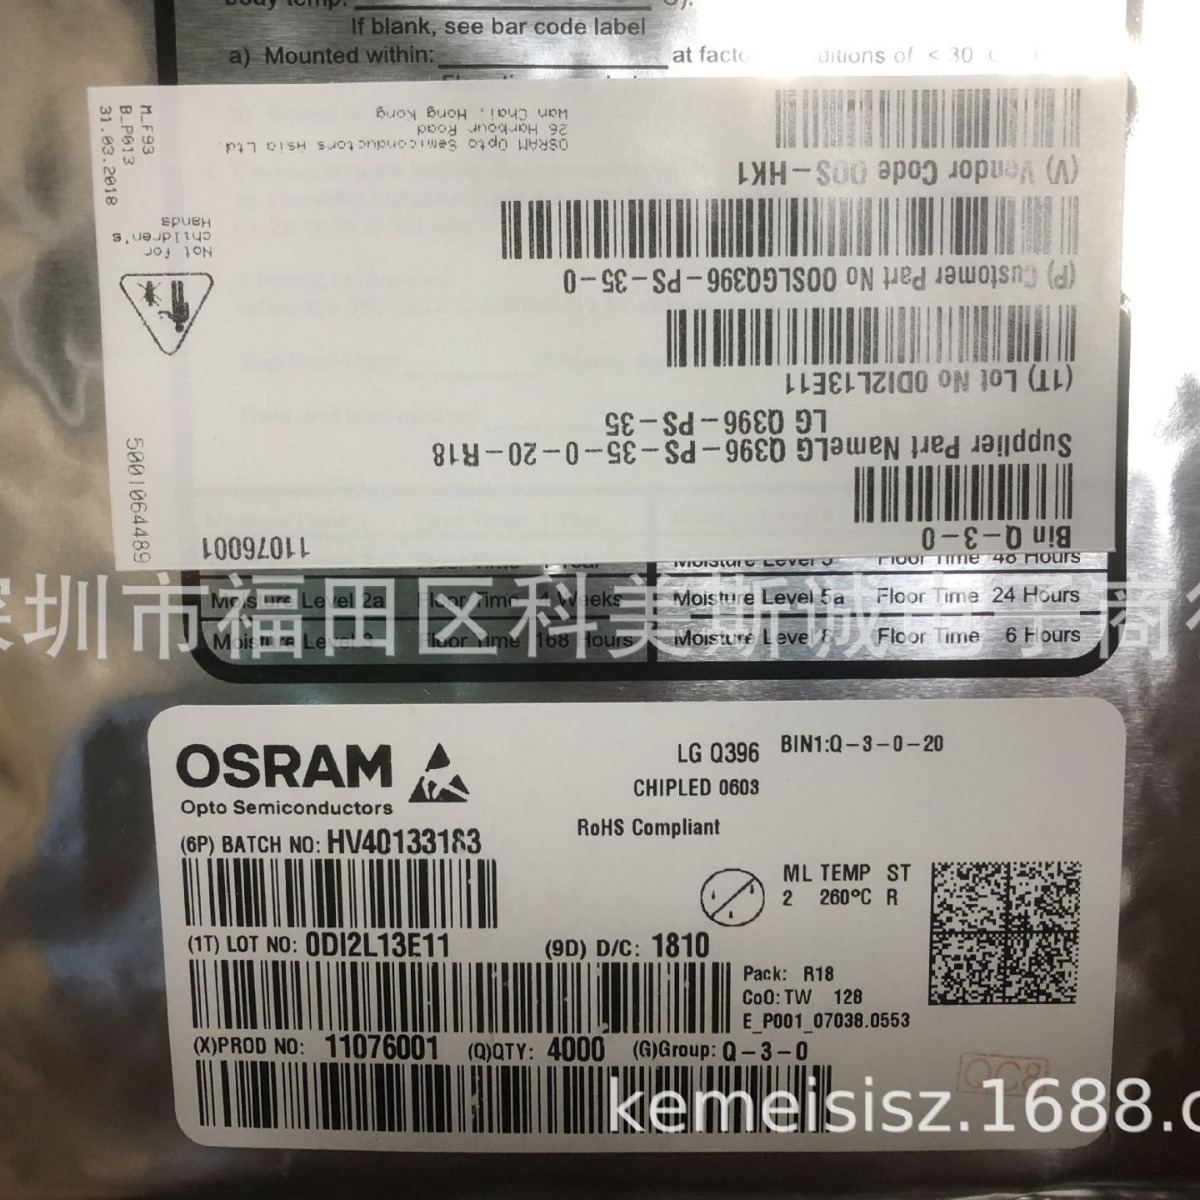 If blank, see bar code label
a) Mounted within:
at facto
ditions of < 30
Bin Q-3-0
11076001
Supplier Part NameLG Q396-PS-35-0-20-R18
LG Q396-PS-35
(1T) Lot No 0DI2L13E11
(P) Customer Part No OOSLGQ396-PS-35-0
(V) Vendor Code OOS-HK1
OSRAM Opto Semiconductors Asia Ltd.
26 Harbour Road
Wan Chai, Hong Kong
M_F93
B_P013
31.03.2018
Not for
children's
Hands
5001064489
Moisture Level 5 Floor Time 48 Hours
Moisture Level 2a Floor Time 4 Weeks Moisture Level 5a Floor Time 24 Hours
Moisture Level 3 Floor Time 168 Hours Moisture Level 6 Floor Time 6 Hours
深圳市福田区科美斯诚电子商
OSRAM
Opto Semiconductors
LG Q396 BIN1:Q-3-0-20
CHIPLED 0603
RoHS Compliant
(6P) BATCH NO: HV40133183
ML TEMP ST
2 260°C R
(1T) LOT NO: 0DI2L13E11 (9D) D/C: 1810
Pack: R18
CoO: TW 128
E_P001_07038.0553
(X)PROD NO: 11076001 (Q)QTY: 4000 (G)Group: Q-3-0
QC8
kemeisisz.1688.c